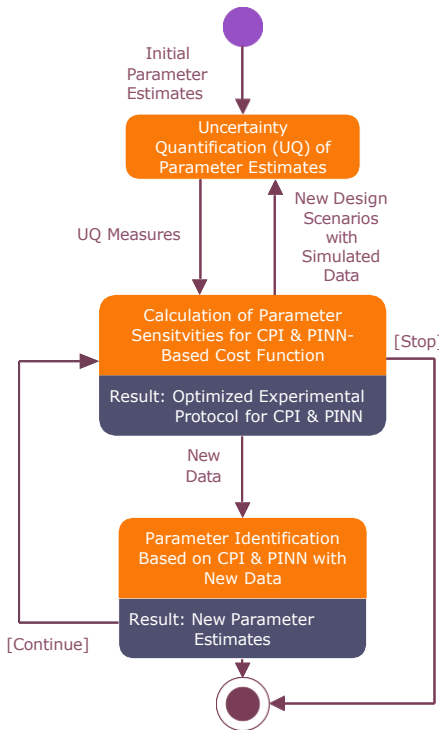 Initial
Parameter
Estimates
Uncertainty
Quantification (UQ) of
Parameter Estimates
UQ Measures
New Design
Scenarios
with
Simulated
Data
Calculation of Parameter
Sensitvities for CPI & PINN-
Based Cost Function
[Stop]
Result: Optimized Experimental
Protocol for CPI & PINN
New
Data
Parameter Identification
Based on CPI & PINN with
New Data
Result: New Parameter
Estimates
[Continue]